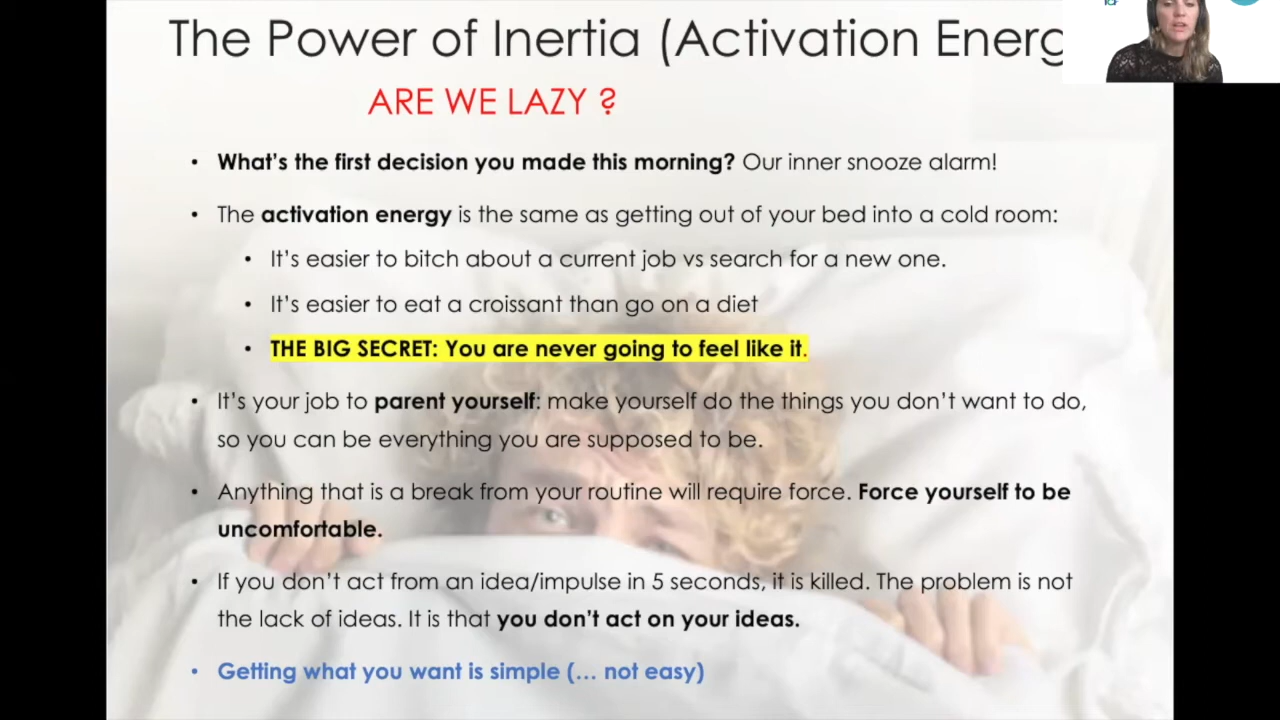 The Power of Inertia (Activation Energ
ARE WE LAZY ?
• What's the first decision you made this morning? Our inner snooze alarm!
• The activation energy is the same as getting out of your bed into a cold room:
• It's easier to bitch about a current job vs search for a new one.
• It's easier to eat a croissant than go on a diet
• THE BIG SECRET: You are never going to feel like it.
• It's your job to parent yourself: make yourself do the things you don't want to do,
so you can be everything you are supposed to be.
• Anything that is a break from your routine will require force. Force yourself to be
uncomfortable.
• If you don't act from an idea/impulse in 5 seconds, it is killed. The problem is not
the lack of ideas. It is that you don't act on your ideas.
• Getting what you want is simple (... not easy)